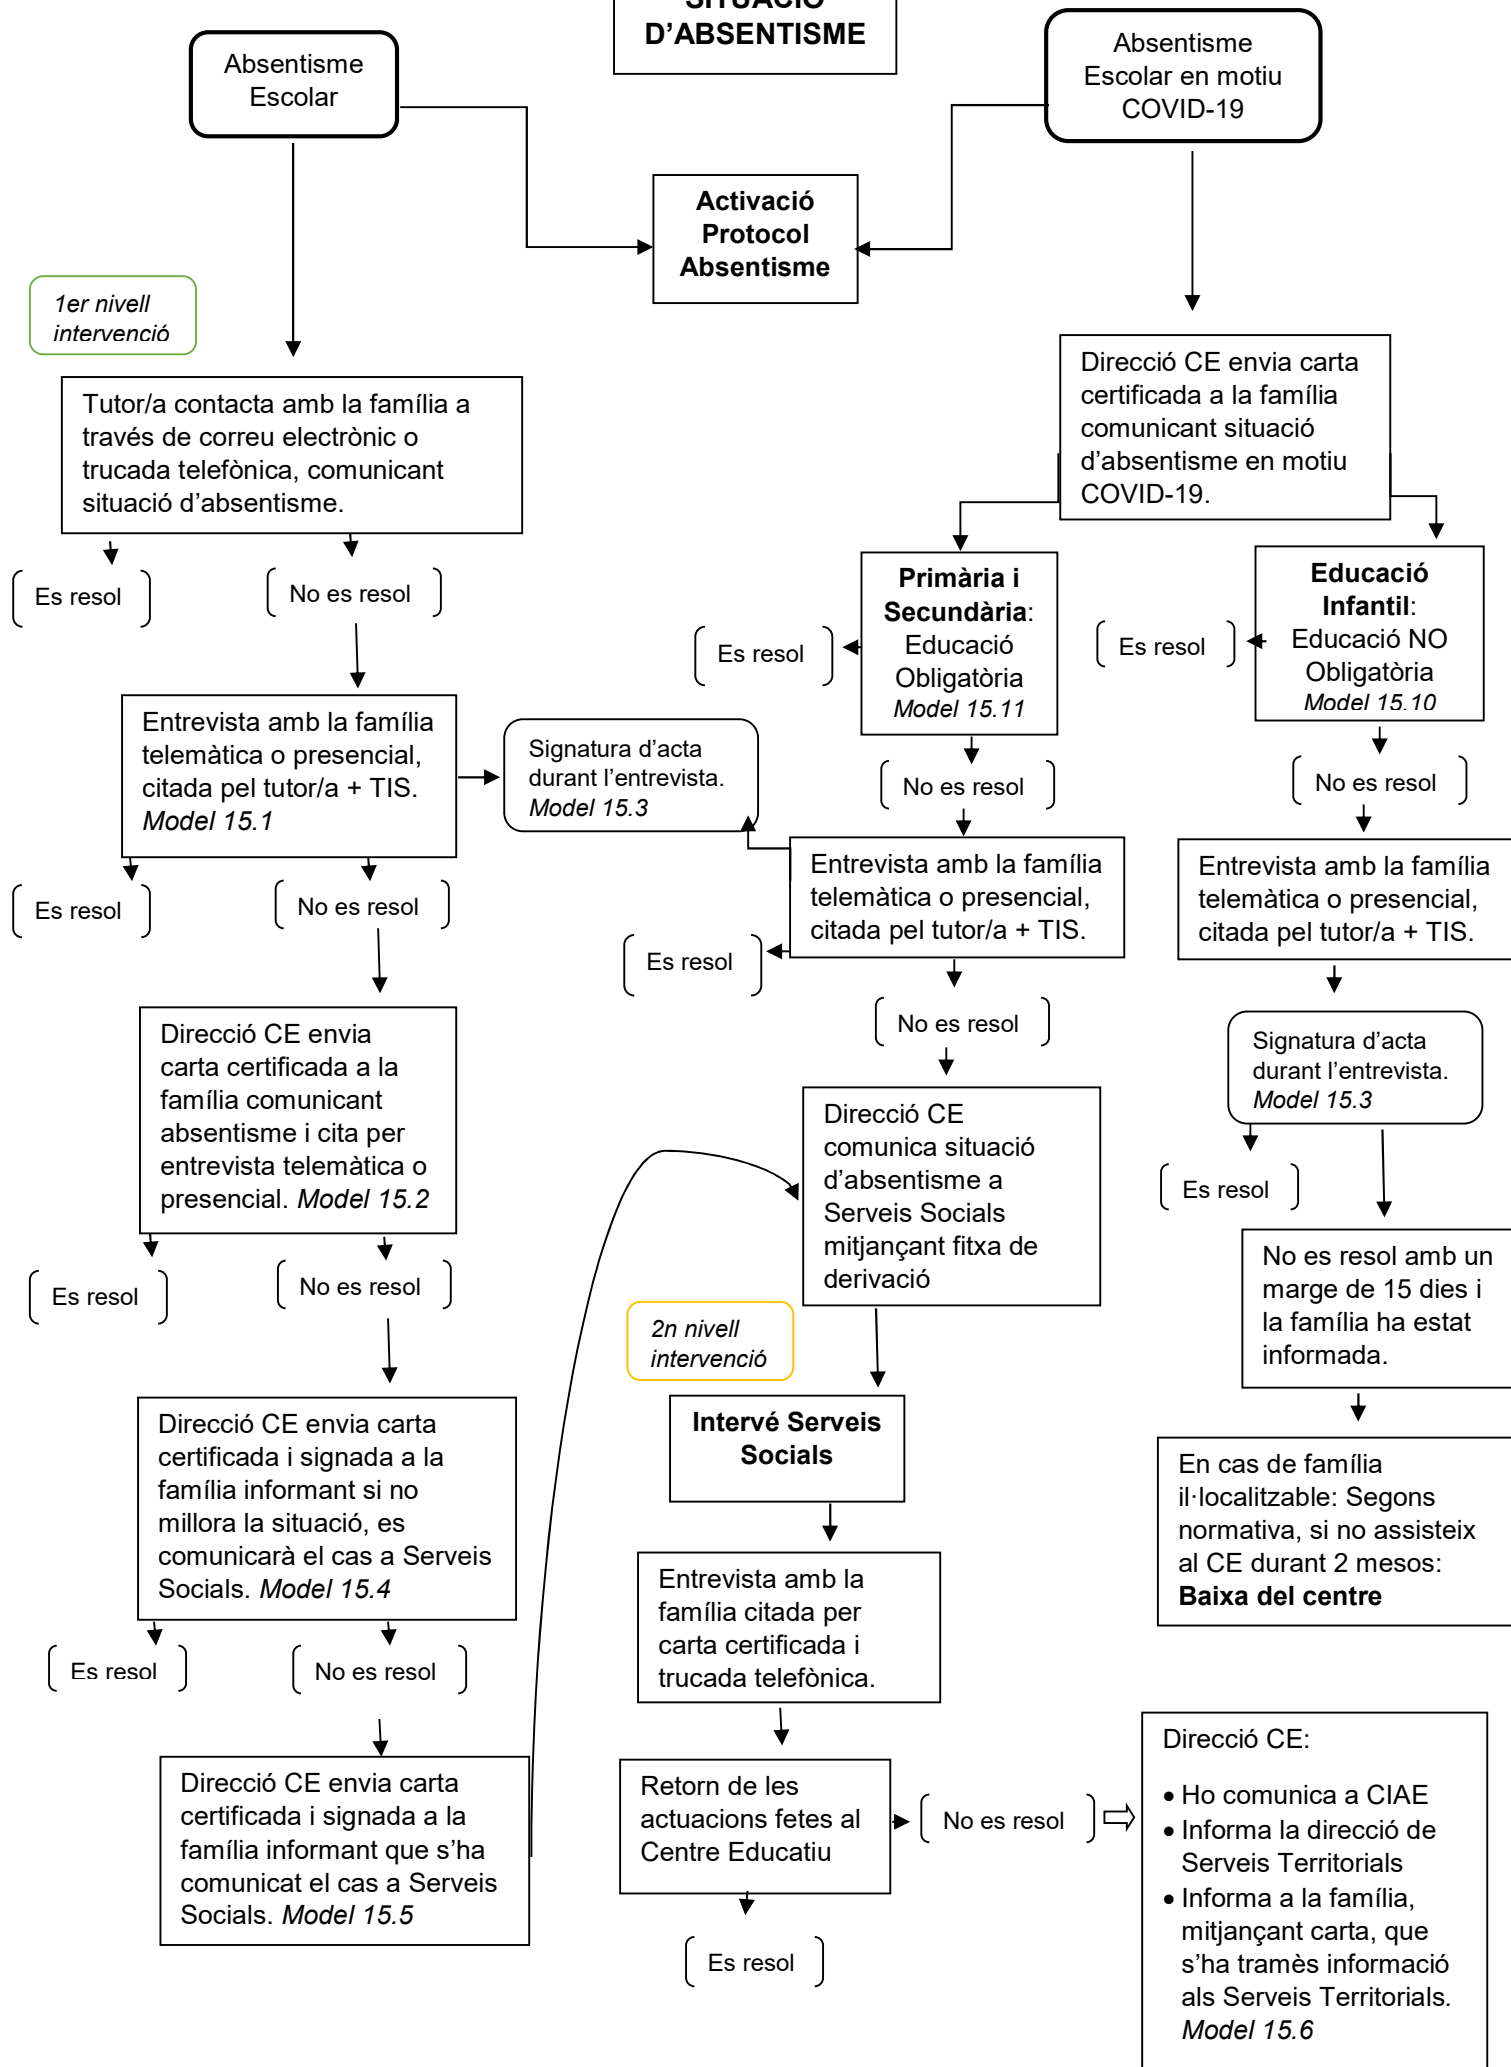 SITUACIÓ
D'ABSENTISME
Absentisme
Escolar
Absentisme
Escolar en motiu
COVID-19
Activació
Protocol
Absentisme
1er nivell
intervenció
Tutor/a contacta amb la família a
través de correu electrònic o
trucada telefònica, comunicant
situació d'absentisme.
Es resol
No es resol
Entrevista amb la família
telemàtica o presencial,
citada pel tutor/a + TIS.
Model 15.1
Signatura d'acta
durant l'entrevista.
Model 15.3
Es resol
No es resol
Direcció CE envia
carta certificada a la
família comunicant
absentisme i cita per
entrevista telemàtica o
presencial. Model 15.2
Es resol
No es resol
Direcció CE envia carta
certificada i signada a la
família informant si no
millora la situació, es
comunicarà el cas a Serveis
Socials. Model 15.4
Es resol
No es resol
Direcció CE envia carta
certificada i signada a la
família informant que s'ha
comunicat el cas a Serveis
Socials. Model 15.5
Direcció CE envia carta
certificada a la família
comunicant situació
d'absentisme en motiu
COVID-19.
Primària i
Secundària:
Educació
Obligatòria
Model 15.11
Es resol
No es resol
Entrevista amb la família
telemàtica o presencial,
citada pel tutor/a + TIS.
Es resol
No es resol
Direcció CE
comunica situació
d'absentisme a
Serveis Socials
mitjançant fitxa de
derivació
2n nivell
intervenció
Intervé Serveis
Socials
Entrevista amb la
família citada per
carta certificada i
trucada telefònica.
Retorn de les
actuacions fetes al
Centre Educatiu
Es resol
No es resol
Direcció CE:
• Ho comunica a CIAE
• Informa la direcció de
Serveis Territorials
• Informa a la família,
mitjançant carta, que
s'ha tramès informació
als Serveis Territorials.
Model 15.6
Educació
Infantil:
Educació NO
Obligatòria
Model 15.10
Es resol
No es resol
Entrevista amb la família
telemàtica o presencial,
citada pel tutor/a + TIS.
Signatura d'acta
durant l'entrevista.
Model 15.3
Es resol
No es resol amb un
marge de 15 dies i
la família ha estat
informada.
En cas de família
il·localitzable: Segons
normativa, si no assisteix
al CE durant 2 mesos:
Baixa del centre